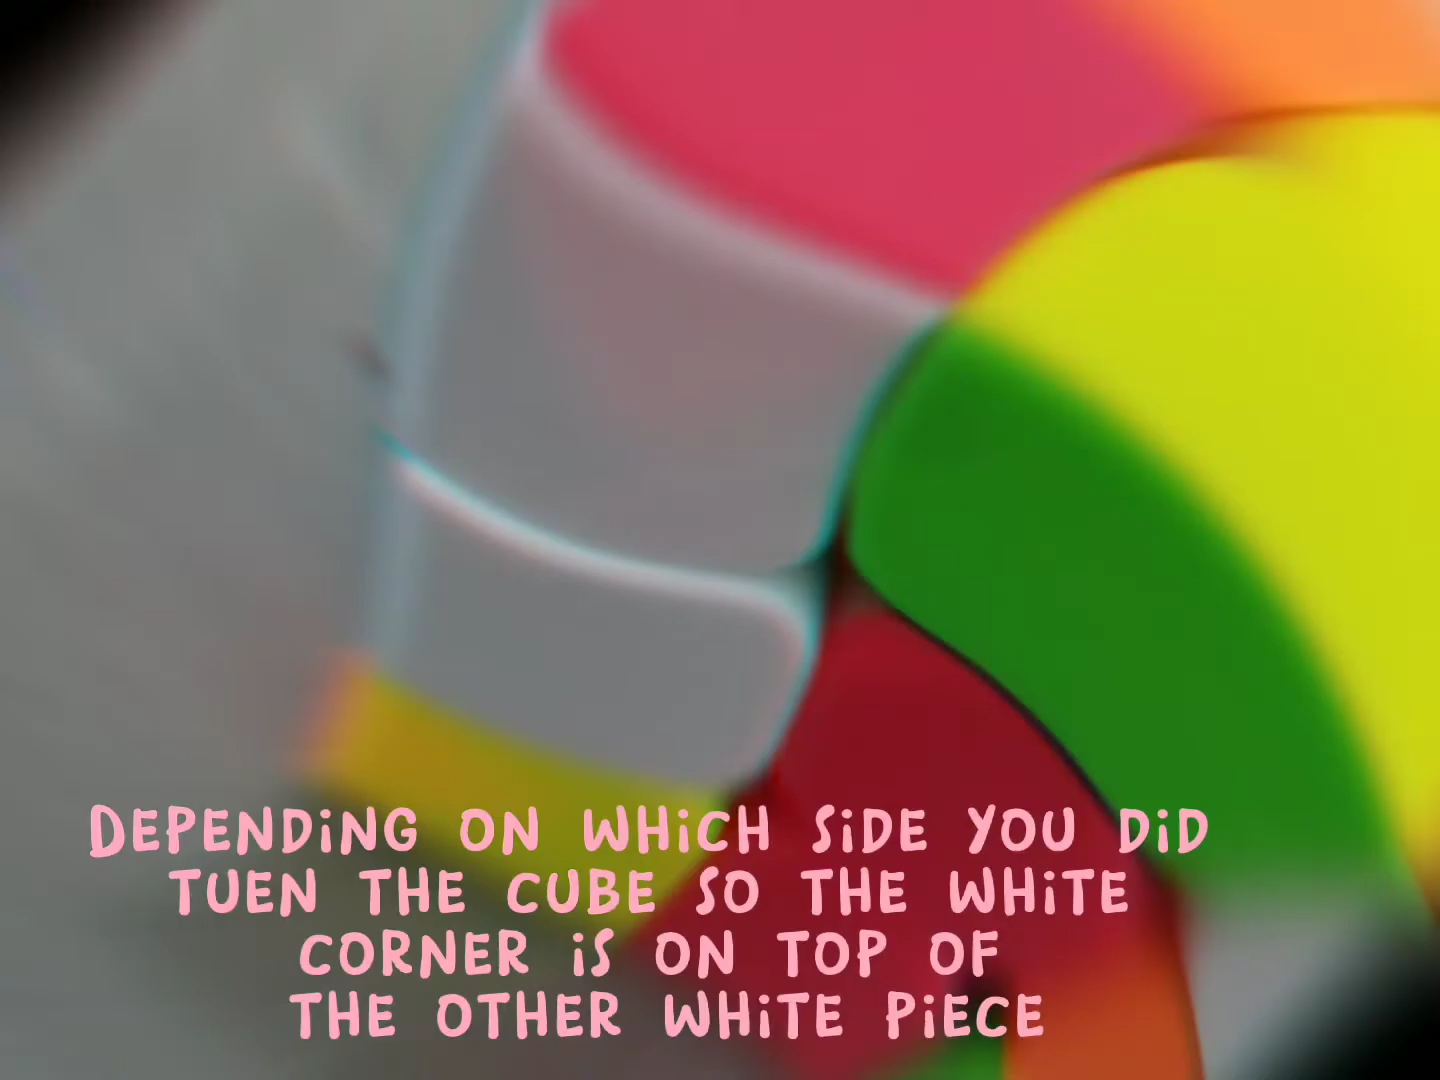 DEPENDiNG ON WHiCH SiDE YOU DiD
TUEN THE CUBE SO THE WHiTE
CORNER iS ON TOP OF
THE OTHER WHiTE PiECE